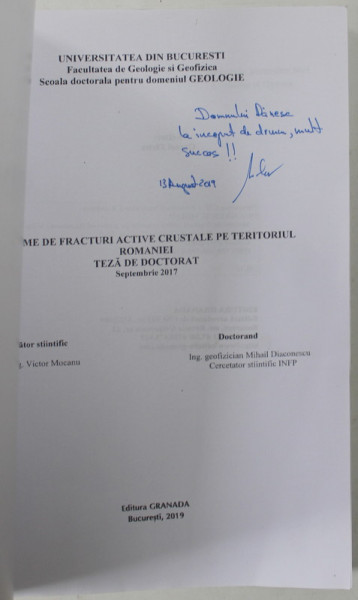 UNIVERSITATEA DIN BUCURESTI
Facultatea de Geologie si Geofizica
Scoala doctorala pentru domeniul GEOLOGIE
Domnului
La inceput de drum, mult
succes !!
13 August 2019
ME DE FRACTURI ACTIVE CRUSTALE PE TERITORIUL
ROMANIEI
TEZĂ DE DOCTORAT
Septembrie 2017
ător stiintific
Doctorand
g. Victor Mocanu
Ing. geofizician Mihail Diaconescu
Cercetator stiintific INFP
Editura GRANADA
Bucureşti, 2019